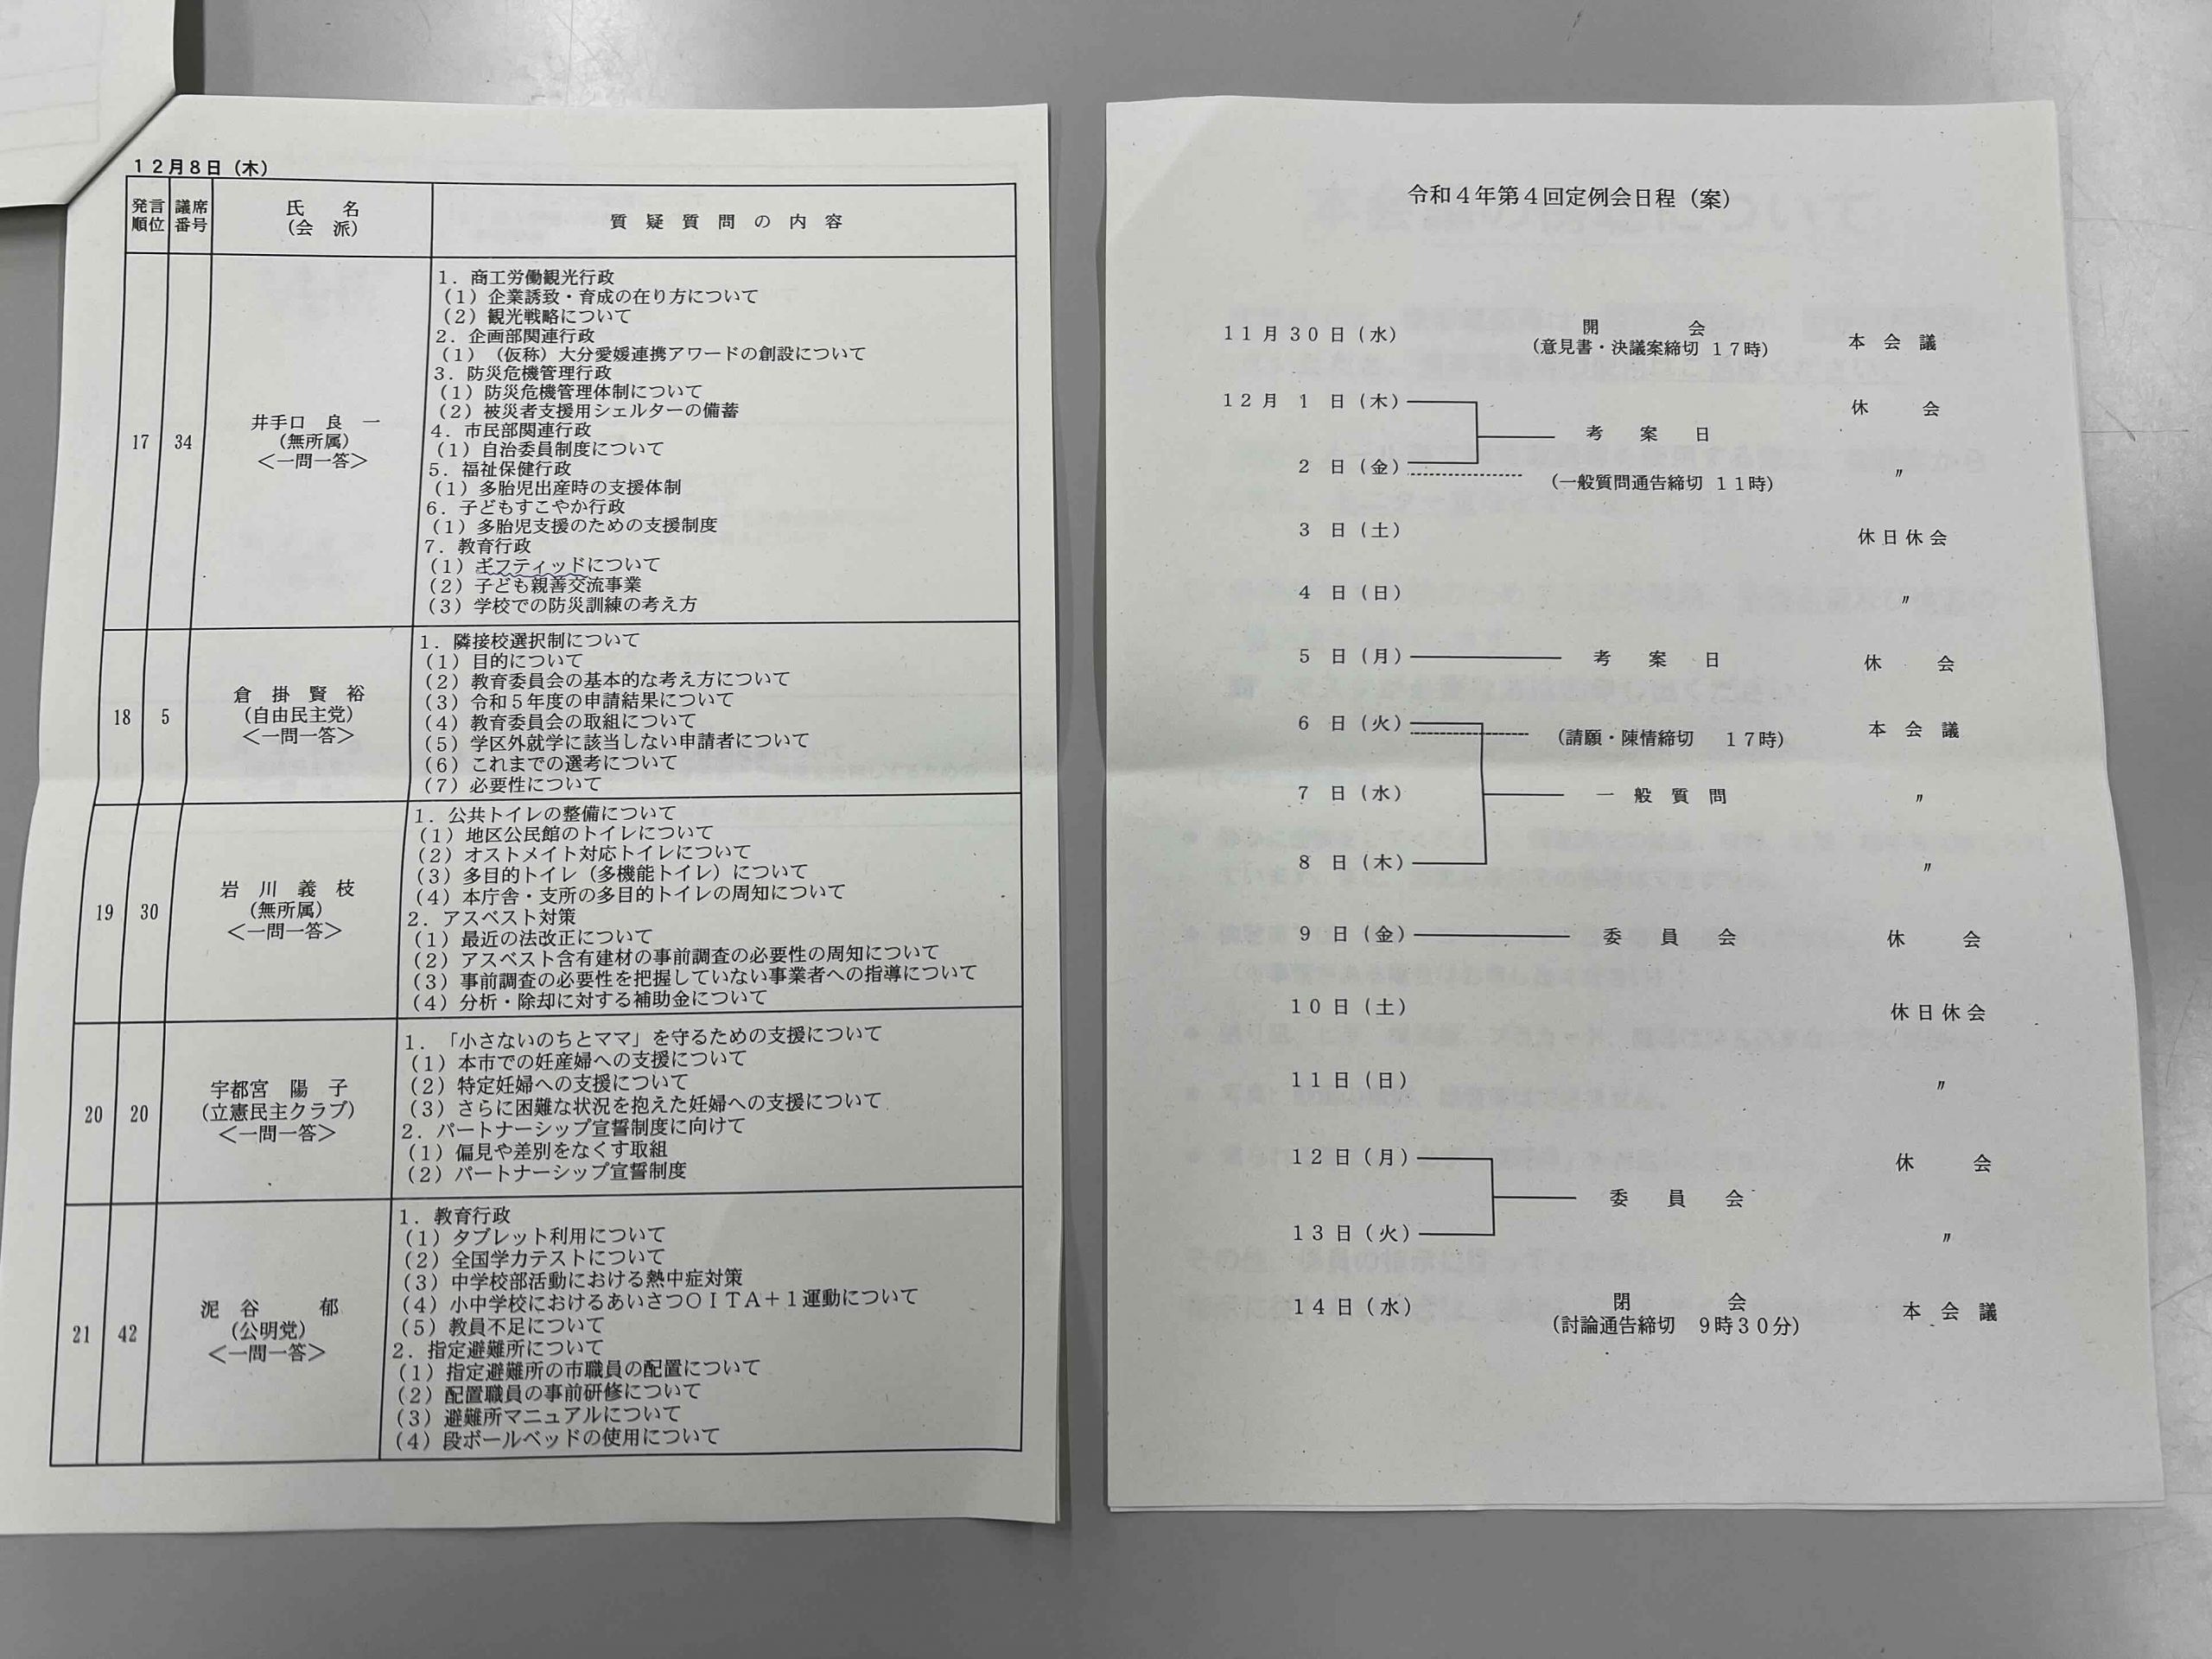 12月8日（木）
発言順位
議席番号
氏　名
（会　派）
質　疑　質　問　の　内　容
17
34
井手口　良　一
（無所属）
＜一問一答＞
1．商工労働観光行政
（1）企業誘致・育成の在り方について
（2）観光戦略について
2．企画部関連行政
（1）（仮称）大分愛媛連携アワードの創設について
3．防災危機管理行政
（1）防災危機管理体制について
（2）被災者支援用シェルターの備蓄
4．市民部関連行政
（1）自治委員制度について
5．福祉保健行政
（1）多胎児出産時の支援体制
6．子どもすこやか行政
（1）多胎児支援のための支援制度
7．教育行政
（1）ギフティッドについて
（2）子ども親善交流事業
（3）学校での防災訓練の考え方
18
5
倉　掛　賢　裕
（自由民主党）
＜一問一答＞
1．隣接校選択制について
（1）目的について
（2）教育委員会の基本的な考え方について
（3）令和５年度の申請結果について
（4）教育委員会の取組について
（5）学区外就学に該当しない申請者について
（6）これまでの選考について
（7）必要性について
19
30
岩　川　義　枝
（無所属）
＜一問一答＞
1．公共トイレの整備について
（1）地区公民館のトイレについて
（2）オストメイト対応トイレについて
（3）多目的トイレ（多機能トイレ）について
（4）本庁舎・支所の多目的トイレの周知について
2．アスベスト対策
（1）最近の法改正について
（2）アスベスト含有建材の事前調査の必要性の周知について
（3）事前調査の必要性を把握していない事業者への指導について
（4）分析・除却に対する補助金について
20
20
宇都宮　陽　子
（立憲民主クラブ）
＜一問一答＞
1．「小さないのちとママ」を守るための支援について
（1）本市での妊産婦への支援について
（2）特定妊婦への支援について
（3）さらに困難な状況を抱えた妊婦への支援について
2．パートナーシップ宣誓制度に向けて
（1）偏見や差別をなくす取組
（2）パートナーシップ宣誓制度
21
42
泥　谷　　　郁
（公明党）
＜一問一答＞
1．教育行政
（1）タブレット利用について
（2）全国学力テストについて
（3）中学校部活動における熱中症対策
（4）小中学校におけるあいさつＯＩＴＡ＋１運動について
（5）教員不足について
2．指定避難所について
（1）指定避難所の市職員の配置について
（2）配置職員の事前研修について
（3）避難所マニュアルについて
（4）段ボールベッドの使用について
令和４年第４回定例会日程（案）
11月30日（水）　開　　会　本　会　議
（意見書・決議案締切 17時）
12月 1 日（木）　休　　会
考　案　日
2 日（金）　〃
（一般質問通告締切 11時）
3 日（土）　休日休会
4 日（日）　〃
5 日（月）　考　案　日　休　　会
6 日（火）　（請願・陳情締切　17時）　本　会　議
7 日（水）　一　般　質　問　〃
8 日（木）　〃
9 日（金）　委　員　会　休　　会
10日（土）　休日休会
11日（日）　〃
12日（月）　休　　会
委　員　会
13日（火）　〃
14日（水）　閉　　会　本　会　議
（討論通告締切　9時30分）